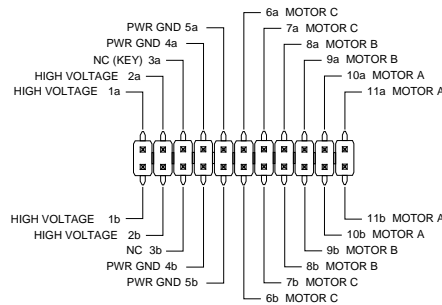 6a MOTOR C
PWR GND 5a
7a MOTOR C
PWR GND 4a
8a MOTOR B
NC (KEY) 3a
9a MOTOR B
HIGH VOLTAGE 2a
10a MOTOR A
HIGH VOLTAGE 1a
11a MOTOR A
HIGH VOLTAGE 1b
11b MOTOR A
HIGH VOLTAGE 2b
10b MOTOR A
NC 3b
9b MOTOR B
PWR GND 4b
8b MOTOR B
PWR GND 5b
7b MOTOR C
6b MOTOR C